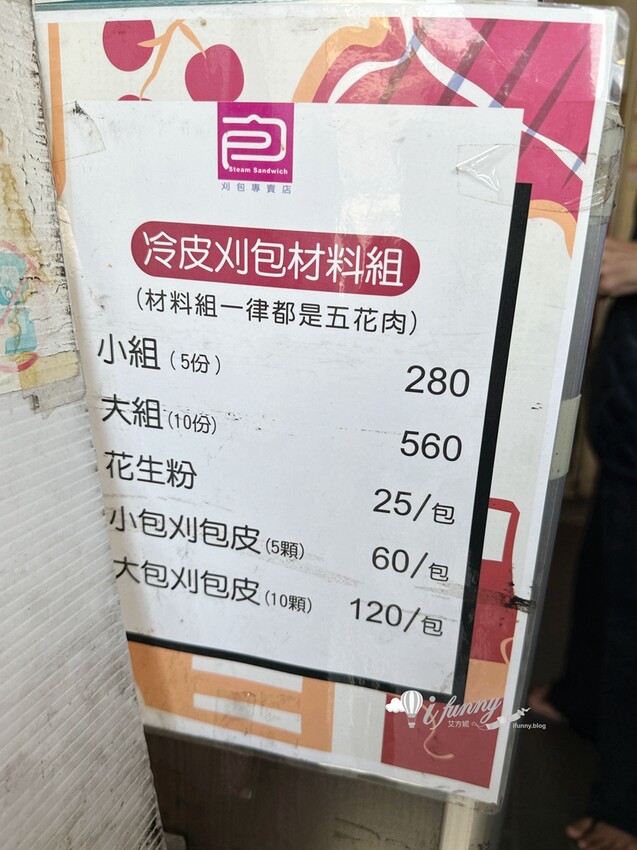 包
Steam Sandwich
刈包專賣店
冷皮刈包材料組
(材料組一律都是五花肉)
小組(5份) 280
大組(10份) 560
花生粉 25/包
小包刈包皮(5顆) 60/包
大包刈包皮(10顆) 120/包
i funny
艾方妮 ifunny.blog